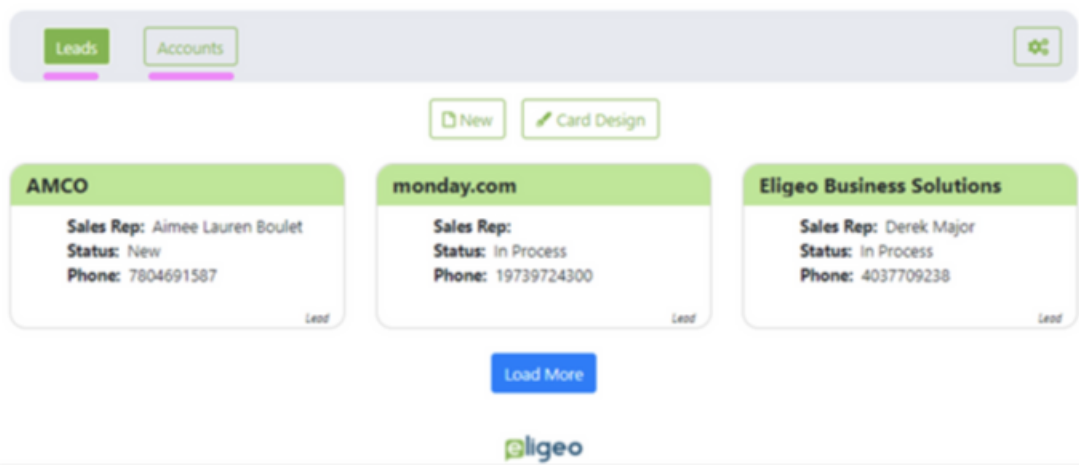 Leads Accounts
New Card Design
AMCO
Sales Rep: Aimee Lauren Boulet
Status: New
Phone: 7804691587
Lead
monday.com
Sales Rep:
Status: In Process
Phone: 19739724300
Lead
Eligeo Business Solutions
Sales Rep: Derek Major
Status: In Process
Phone: 4037709238
Lead
Load More
eligeo